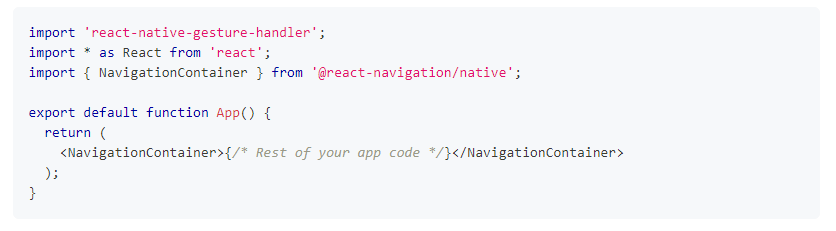 import 'react-native-gesture-handler';
import * as React from 'react';
import { NavigationContainer } from '@react-navigation/native';

export default function App() {
  return (
    <NavigationContainer>{/* Rest of your app code */}</NavigationContainer>
  );
}